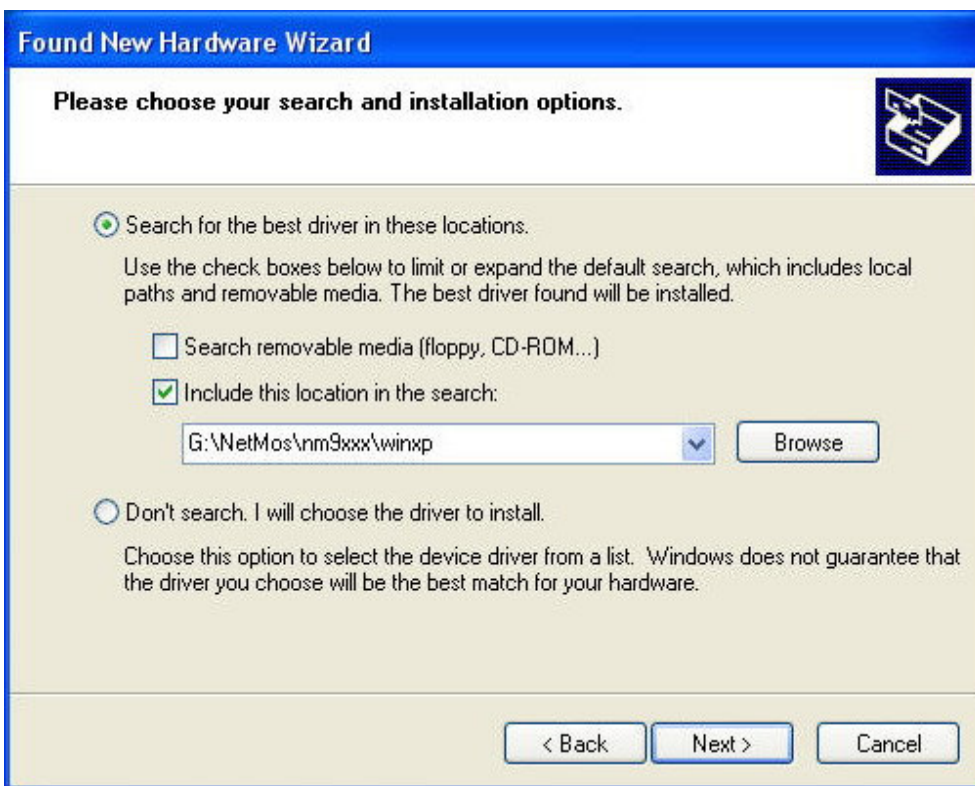 Found New Hardware Wizard
Please choose your search and installation options.
Search for the best driver in these locations.
Use the check boxes below to limit or expand the default search, which includes local
paths and removable media. The best driver found will be installed.
Search removable media (floppy, CD-ROM...)
Include this location in the search:
G:\NetMos\nm9xxx\winxp
Browse
Don't search. I will choose the driver to install.
Choose this option to select the device driver from a list. Windows does not guarantee that
the driver you choose will be the best match for your hardware.
< Back
Next >
Cancel